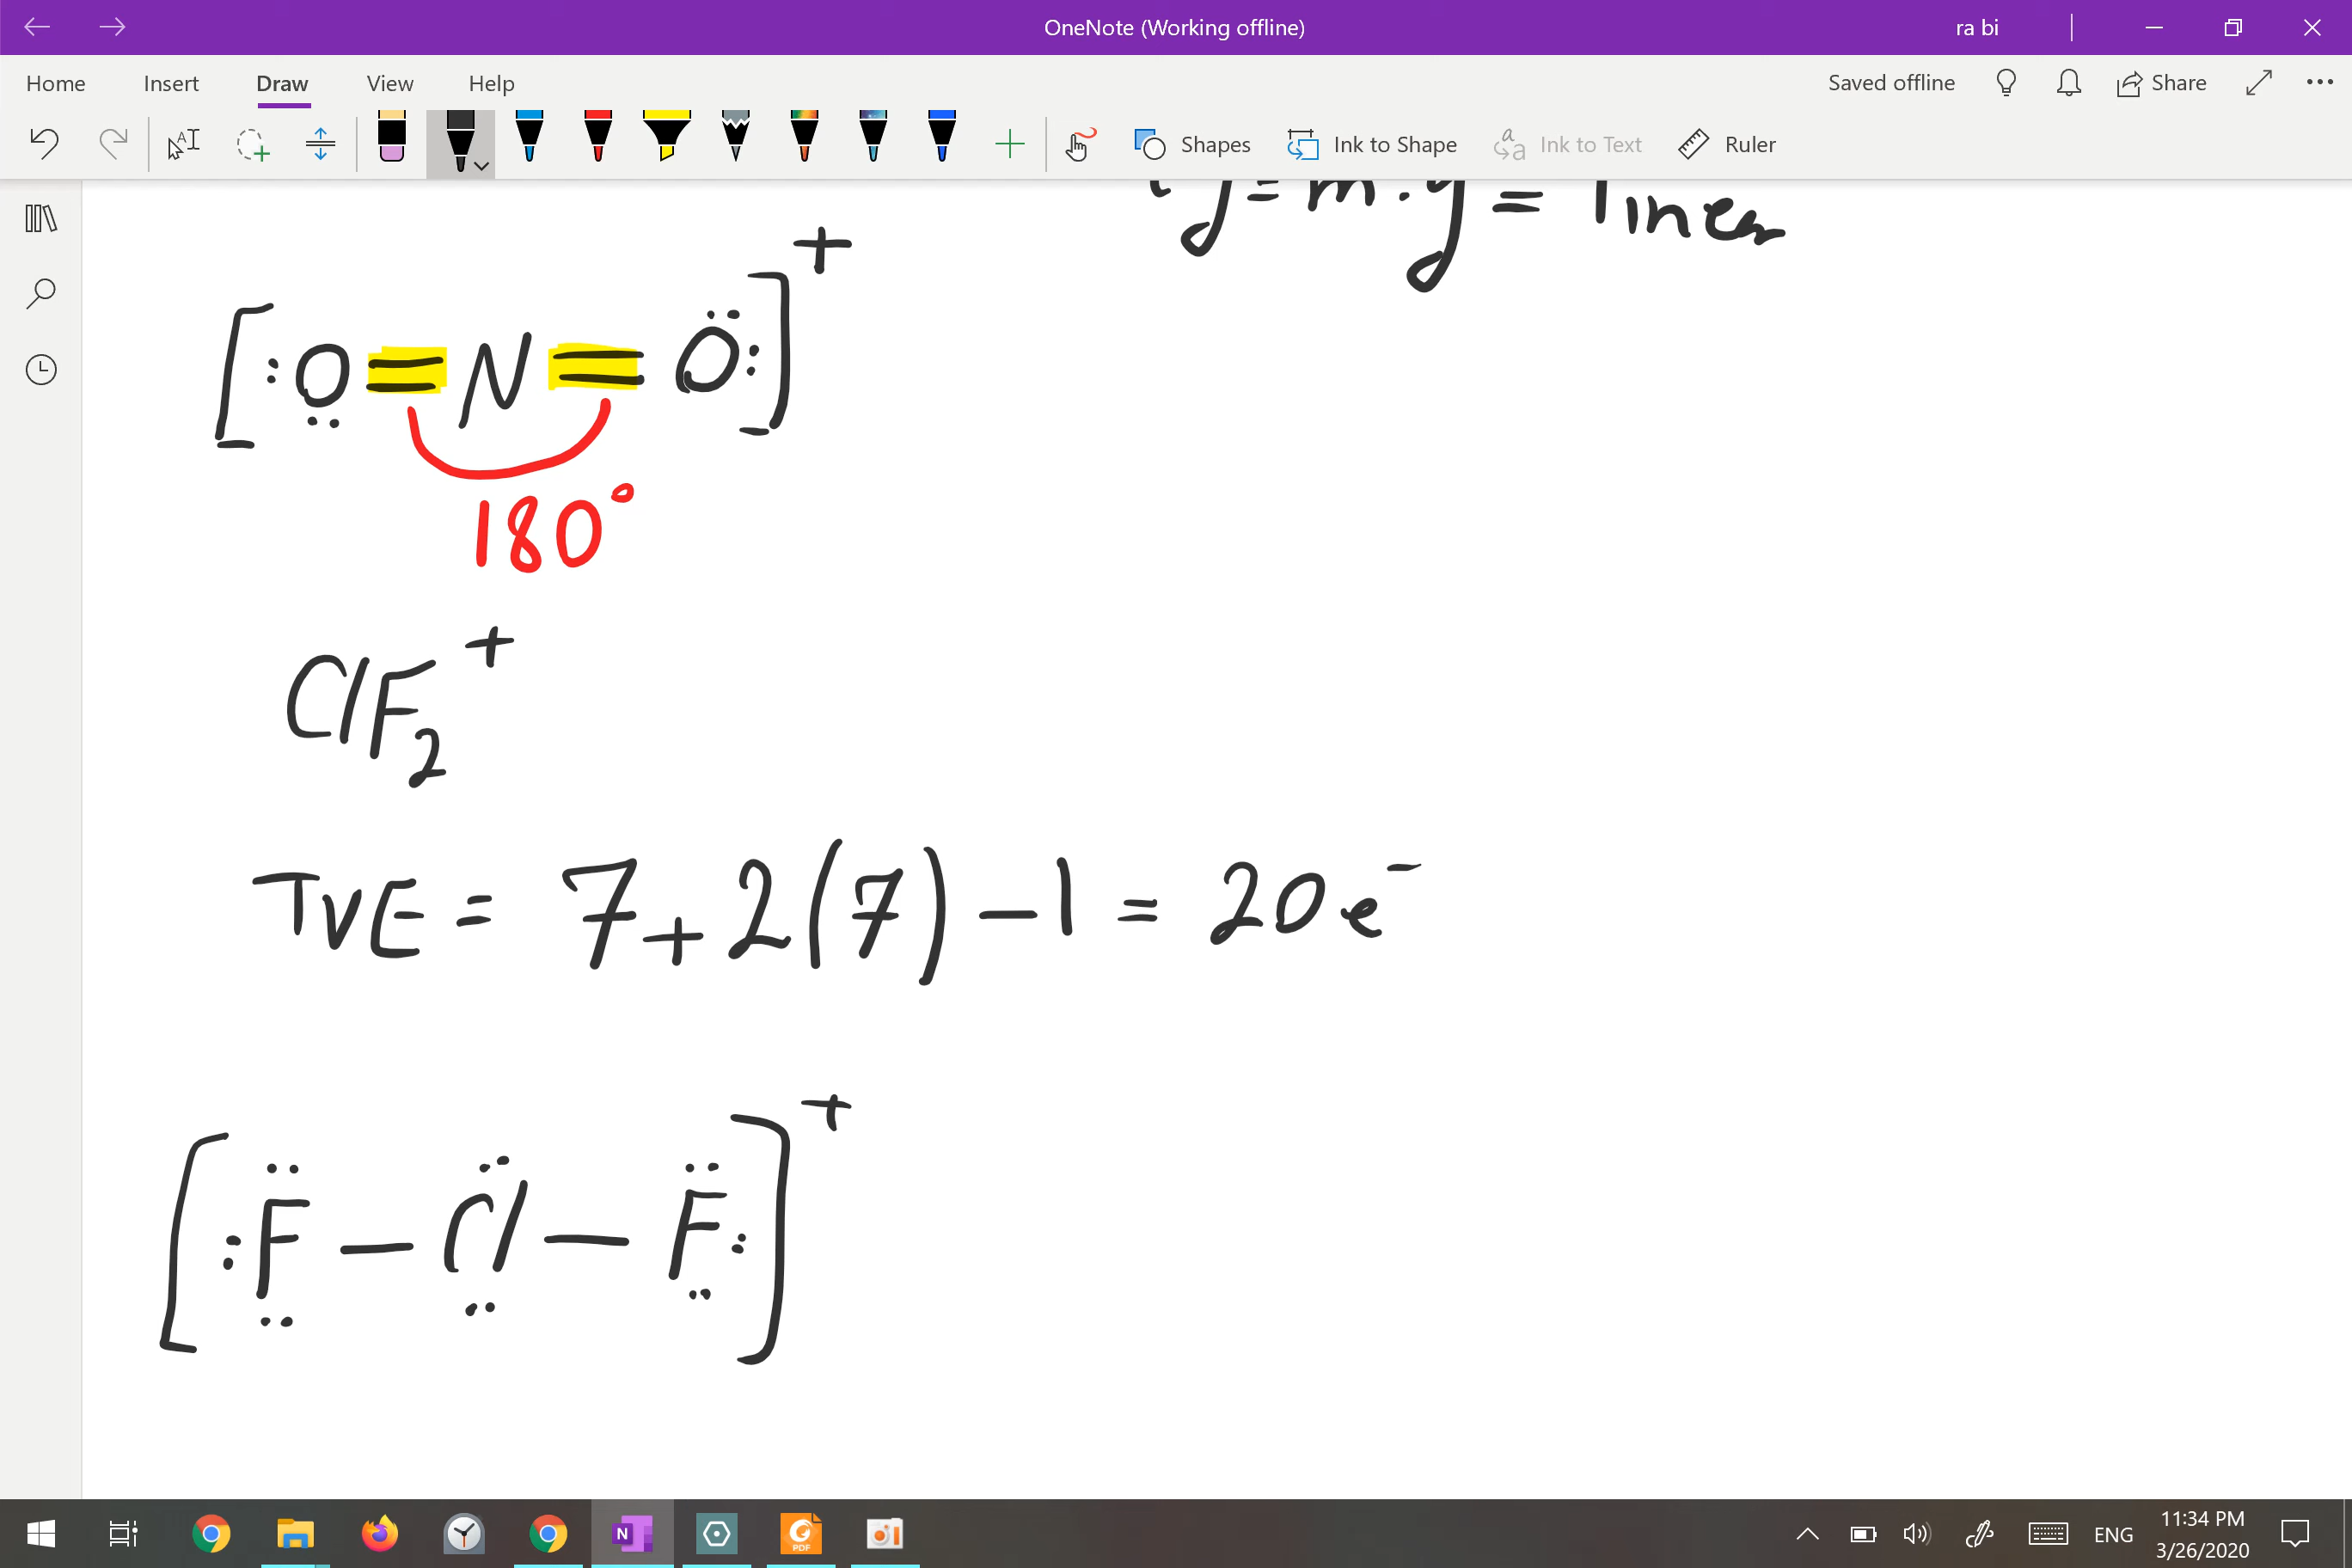 OneNote (Working offline)
ra bi
Home Insert Draw View Help
Saved offline Share
Shapes Ink to Shape Ink to Text Ruler
y = m.g = linear
[:O=N=O:]+
180°
ClF2+
TVE = 7+2(7)-1 = 20e-
[:F-Cl-F:]+
11:34 PM
ENG
3/26/2020